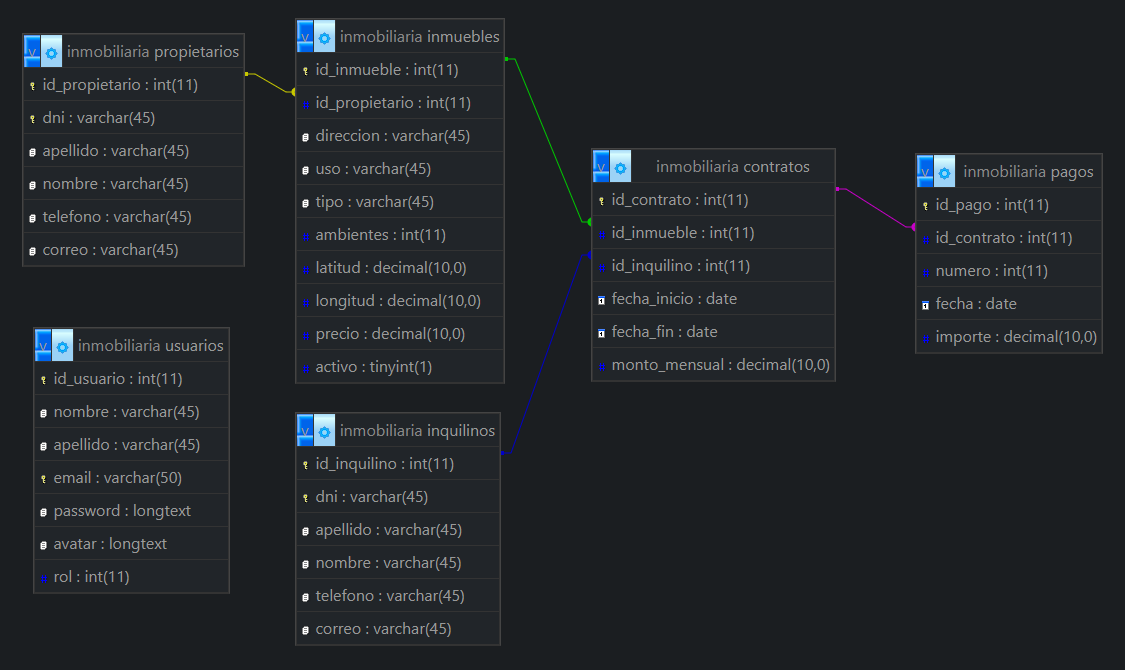 inmobiliaria propietarios
id_propietario : int(11)
dni : varchar(45)
apellido : varchar(45)
nombre : varchar(45)
telefono : varchar(45)
correo : varchar(45)
inmobiliaria usuarios
id_usuario : int(11)
nombre : varchar(45)
apellido : varchar(45)
email : varchar(50)
password : longtext
avatar : longtext
rol : int(11)
inmobiliaria inmuebles
id_inmueble : int(11)
id_propietario : int(11)
direccion : varchar(45)
uso : varchar(45)
tipo : varchar(45)
ambientes : int(11)
latitud : decimal(10,0)
longitud : decimal(10,0)
precio : decimal(10,0)
activo : tinyint(1)
inmobiliaria inquilinos
id_inquilino : int(11)
dni : varchar(45)
apellido : varchar(45)
nombre : varchar(45)
telefono : varchar(45)
correo : varchar(45)
inmobiliaria contratos
id_contrato : int(11)
id_inmueble : int(11)
id_inquilino : int(11)
fecha_inicio : date
fecha_fin : date
monto_mensual : decimal(10,0)
inmobiliaria pagos
id_pago : int(11)
id_contrato : int(11)
numero : int(11)
fecha : date
importe : decimal(10,0)